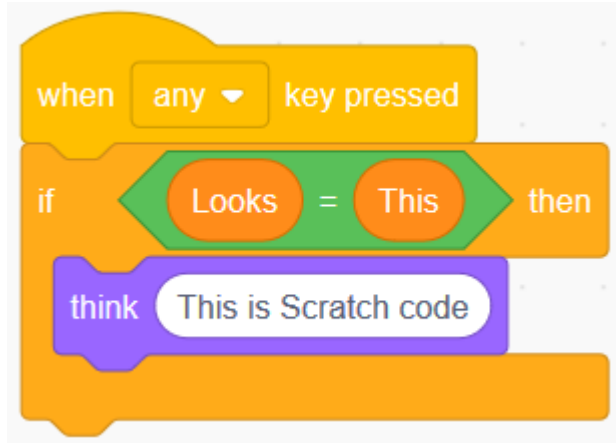 when any key pressed
if Looks = This then
think This is Scratch code